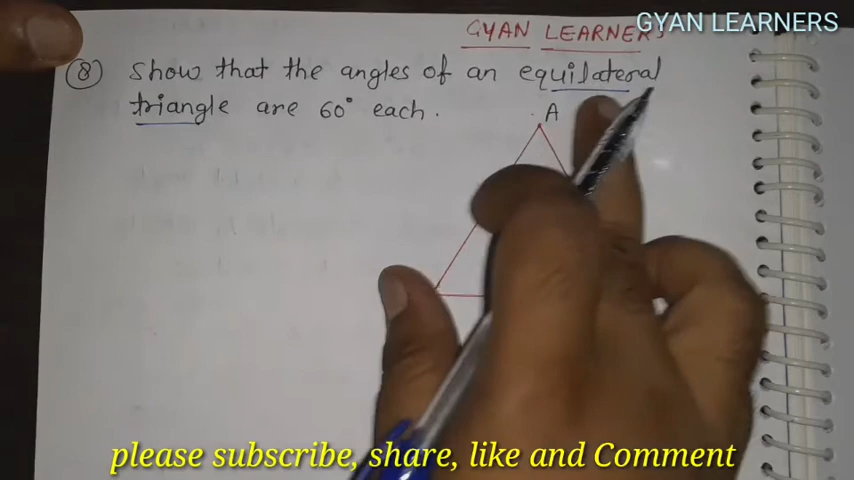 GYAN LEARNERS
GYAN LEARNERS
(8) Show that the angles of an equilateral
triangle are 60° each.
A
please subscribe, share, like and Comment